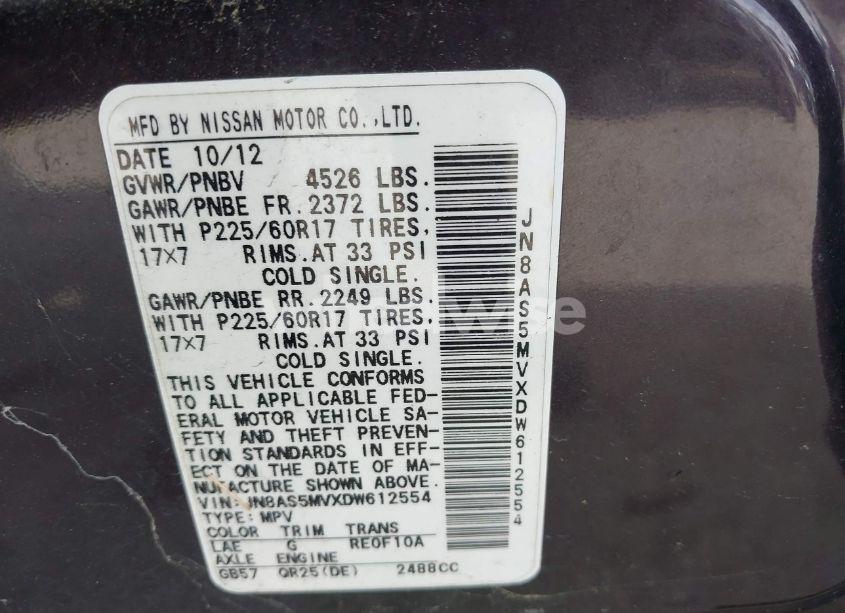 MFD BY NISSAN MOTOR CO.,LTD.
DATE 10/12
GVWR/PNBV 4526 LBS.
GAWR/PNBE FR. 2372 LBS.
WITH P225/60R17 TIRES,
17×7 RIMS.AT 33 PSI
COLD SINGLE.
GAWR/PNBE RR. 2249 LBS.
WITH P225/60R17 TIRES,
17×7 RIMS.AT 33 PSI
COLD SINGLE.
THIS VEHICLE CONFORMS
TO ALL APPLICABLE FED-
ERAL MOTOR VEHICLE SA-
FETY AND THEFT PREVEN-
TION STANDARDS IN EFF-
ECT ON THE DATE OF MA-
NUFACTURE SHOWN ABOVE.
VIN: JN8AS5MVXDW612554
TYPE: MPV
COLOR TRIM TRANS
LAE G RE0F10A
AXLE ENGINE
GB57 QR25(DE) 2488CC
JN8AS5MVXDW612554